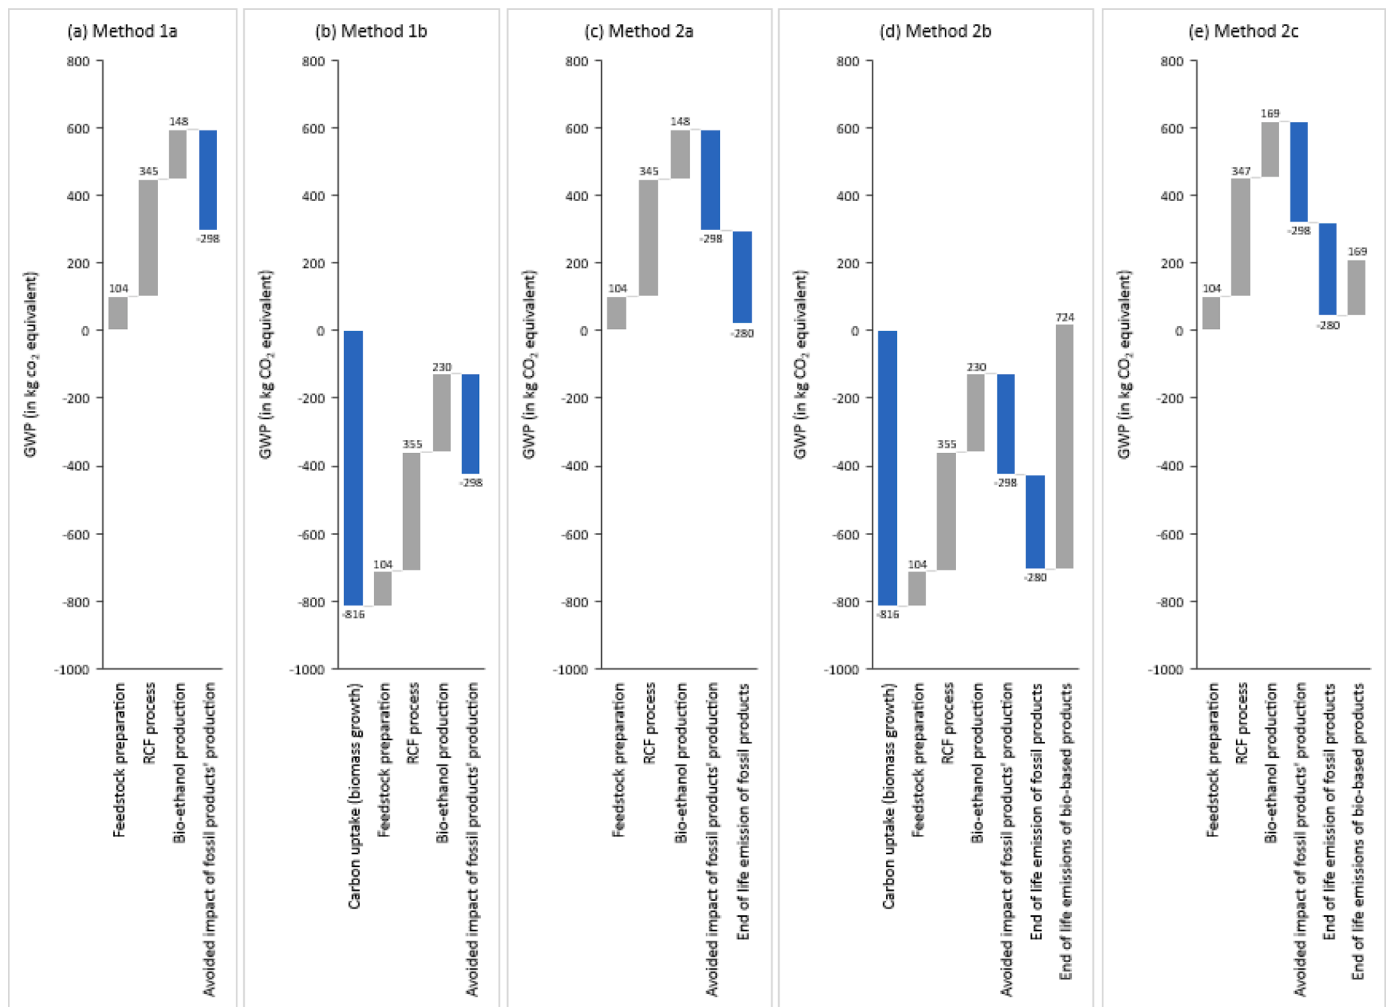 (a) Method 1a
800
600
400
200
0
-200
-400
-600
-800
-1000
GWP (in kg co₂ equivalent)
104
345
148
-298
Feedstock preparation
RCF process
Bio-ethanol production
Avoided impact of fossil products' production
(b) Method 1b
800
600
400
200
0
-200
-400
-600
-800
-1000
GWP (in kg CO₂ equivalent)
-816
104
355
230
-298
Carbon uptake (biomass growth)
Feedstock preparation
RCF process
Bio-ethanol production
Avoided impact of fossil products' production
(c) Method 2a
800
600
400
200
0
-200
-400
-600
-800
-1000
GWP (in kg CO₂ equivalent)
104
345
148
-298
-280
Feedstock preparation
RCF process
Bio-ethanol production
Avoided impact of fossil products' production
End of life emission of fossil products
(d) Method 2b
800
600
400
200
0
-200
-400
-600
-800
-1000
GWP (in kg CO₂ equivalent)
-816
104
355
230
-298
-280
724
Carbon uptake (biomass growth)
Feedstock preparation
RCF process
Bio-ethanol production
Avoided impact of fossil products' production
End of life emission of fossil products
End of life emissions of bio-based products
(e) Method 2c
800
600
400
200
0
-200
-400
-600
-800
-1000
GWP (in kg CO₂ equivalent)
104
347
169
-298
-280
169
Feedstock preparation
RCF process
Bio-ethanol production
Avoided impact of fossil products' production
End of life emission of fossil products
End of life emissions of bio-based products